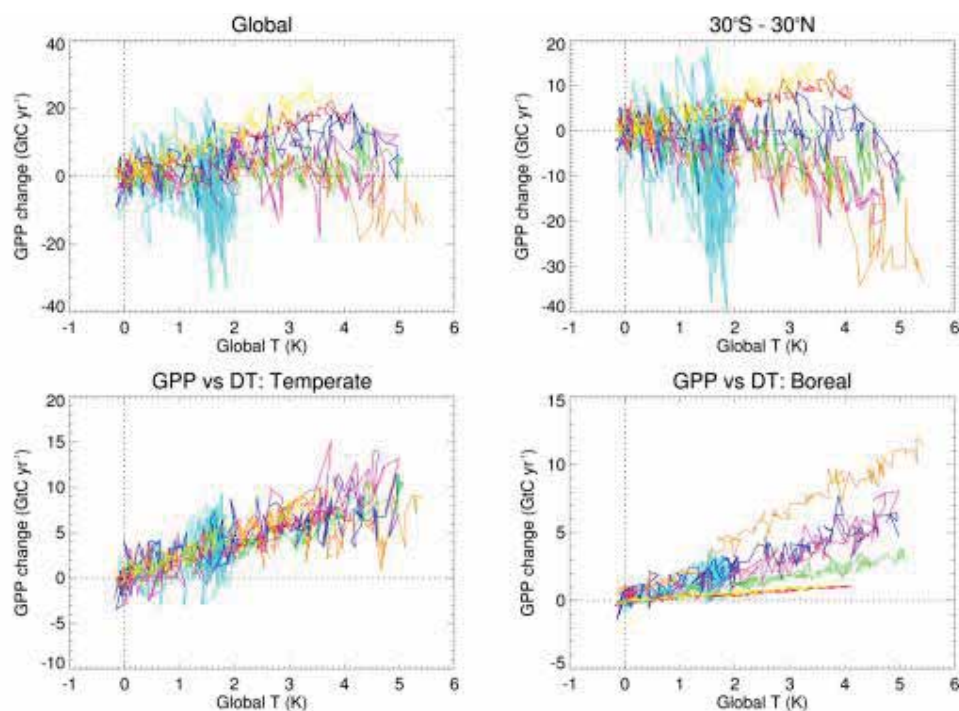 Global
40
20
0
-20
-40
GPP change (GtC yr⁻¹)
-1 0 1 2 3 4 5 6
Global T (K)
30°S - 30°N
20
10
0
-10
-20
-30
-40
GPP change (GtC yr⁻¹)
-1 0 1 2 3 4 5 6
Global T (K)
GPP vs DT: Temperate
20
15
10
5
0
-5
-10
GPP change (GtC yr⁻¹)
-1 0 1 2 3 4 5 6
Global T (K)
GPP vs DT: Boreal
15
10
5
0
-5
GPP change (GtC yr⁻¹)
-1 0 1 2 3 4 5 6
Global T (K)